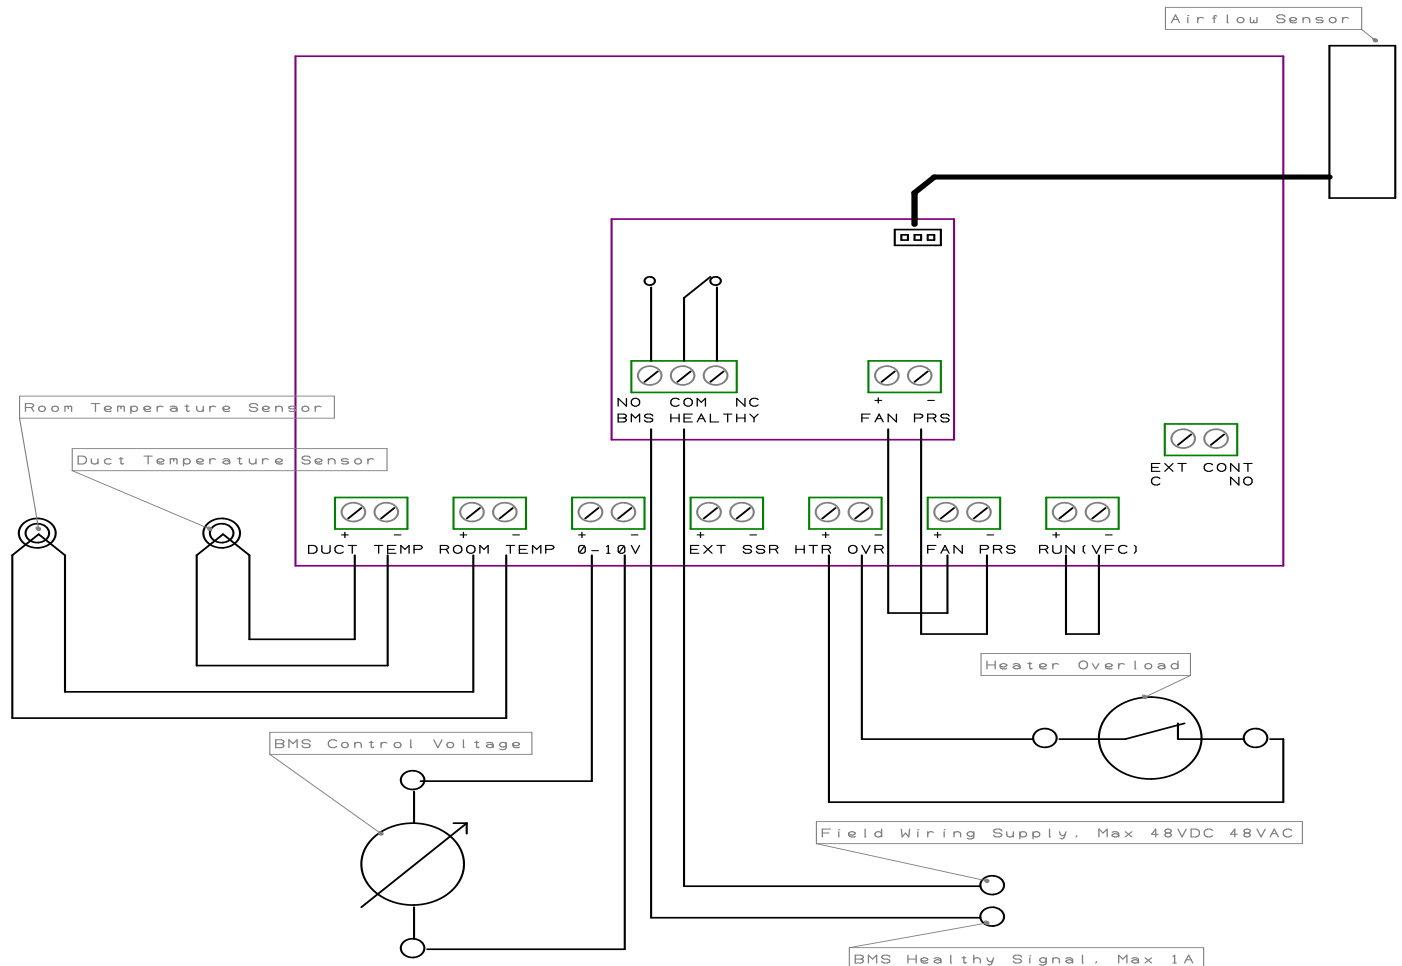 Airflow Sensor
NO COM NC
BMS HEALTHY
+ -
FAN PRS
Room Temperature Sensor
Duct Temperature Sensor
EXT CONT
C NO
+ - + - + - + - + - + - + -
DUCT TEMP ROOM TEMP 0-10V EXT SSR HTR OVR FAN PRS RUN(VFC)
Heater Overload
BMS Control Voltage
Field Wiring Supply. Max 48VDC 48VAC
BMS Healthy Signal. Max 1A